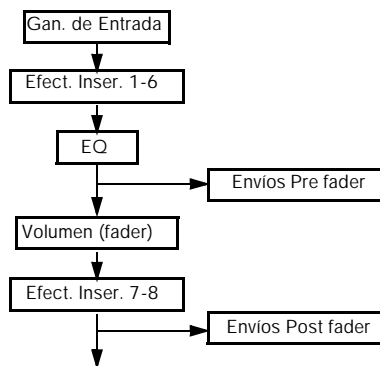 Gan. de Entrada
Efect. Inser. 1-6
EQ
Envíos Pre fader
Volumen (fader)
Efect. Inser. 7-8
Envíos Post fader